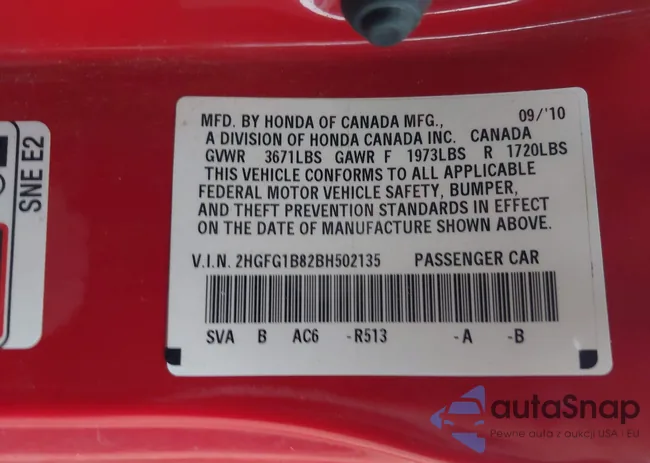 SNE E2
MFD. BY HONDA OF CANADA MFG., 09/'10
A DIVISION OF HONDA CANADA INC. CANADA
GVWR 3671LBS GAWR F 1973LBS R 1720LBS
THIS VEHICLE CONFORMS TO ALL APPLICABLE
FEDERAL MOTOR VEHICLE SAFETY, BUMPER,
AND THEFT PREVENTION STANDARDS IN EFFECT
ON THE DATE OF MANUFACTURE SHOWN ABOVE.
V.I.N. 2HGFG1B82BH502135 PASSENGER CAR
SVA B AC6 -R513 -A -B
autaSnap
Pewne auta z aukcji USA i EU